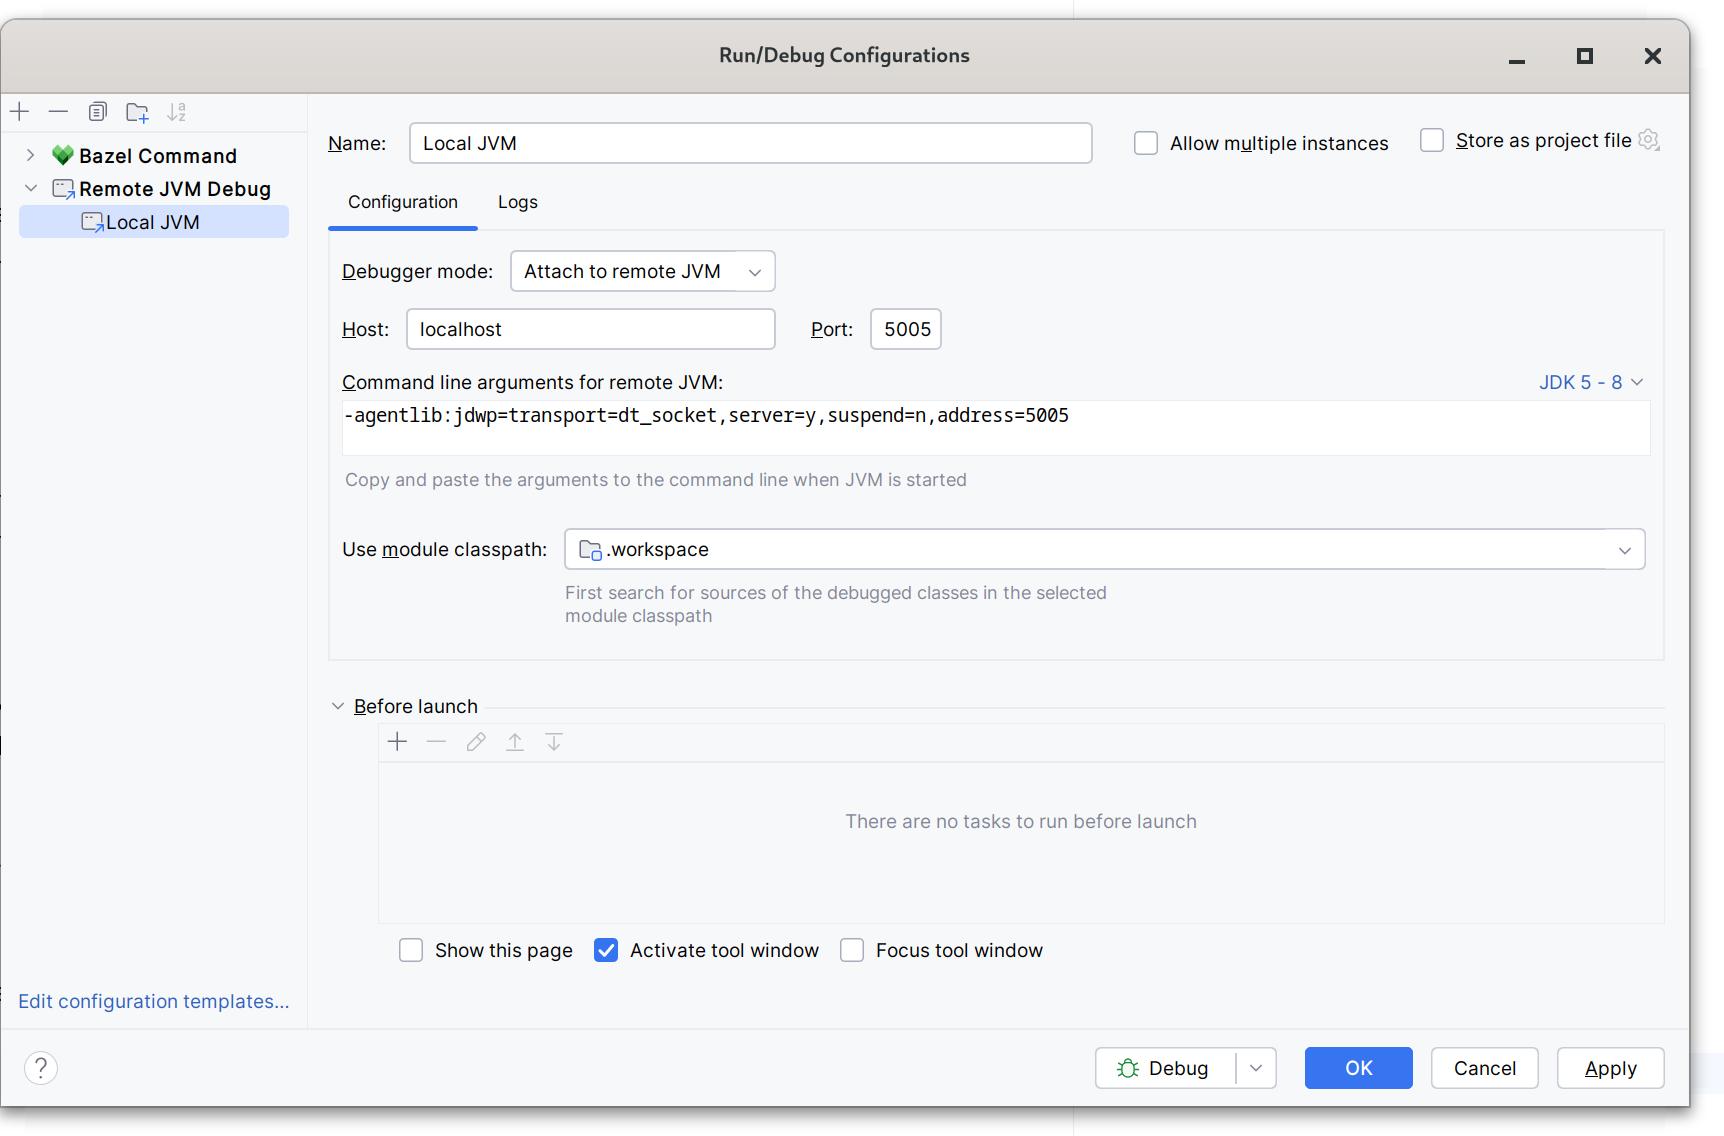 Run/Debug Configurations
Bazel Command
Remote JVM Debug
Local JVM
Edit configuration templates...
Name: Local JVM
Allow multiple instances
Store as project file
Configuration Logs
Debugger mode: Attach to remote JVM
Host: localhost Port: 5005
Command line arguments for remote JVM: JDK 5 - 8
-agentlib:jdwp=transport=dt_socket,server=y,suspend=n,address=5005
Copy and paste the arguments to the command line when JVM is started
Use module classpath: .workspace
First search for sources of the debugged classes in the selected
module classpath
Before launch
There are no tasks to run before launch
Show this page Activate tool window Focus tool window
? Debug OK Cancel Apply